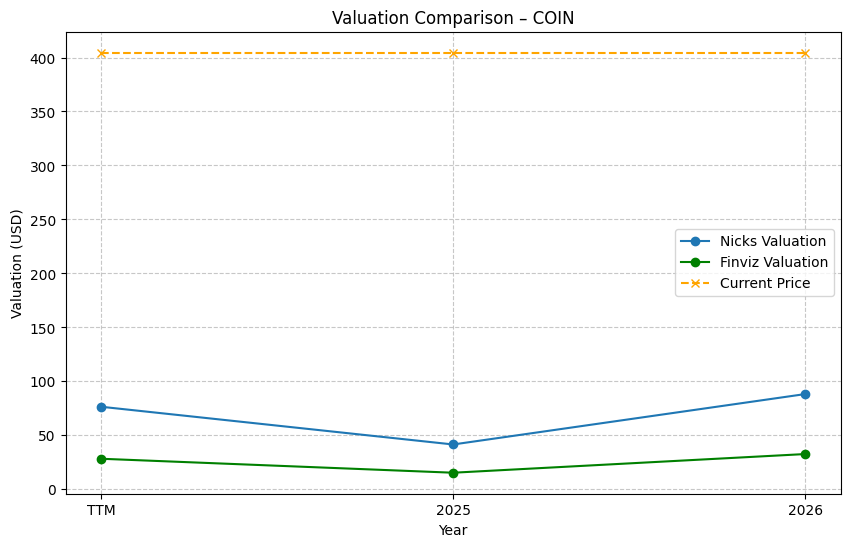 Valuation Comparison – COIN
Valuation (USD)
400
350
300
250
200
150
100
50
0
Nicks Valuation
Finviz Valuation
Current Price
TTM
2025
2026
Year